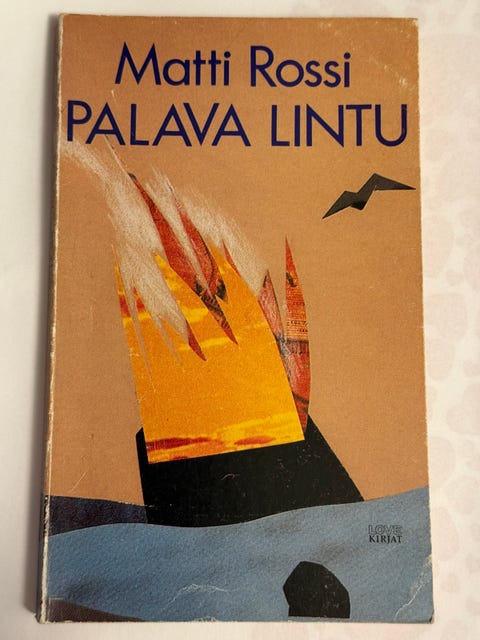 Matti Rossi
PALAVA LINTU
LOVE
KIRJAT